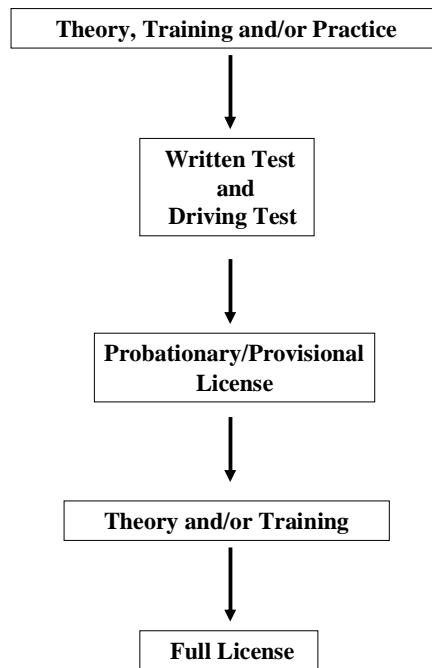 Theory, Training and/or Practice
Written Test
and
Driving Test
Probationary/Provisional
License
Theory and/or Training
Full License